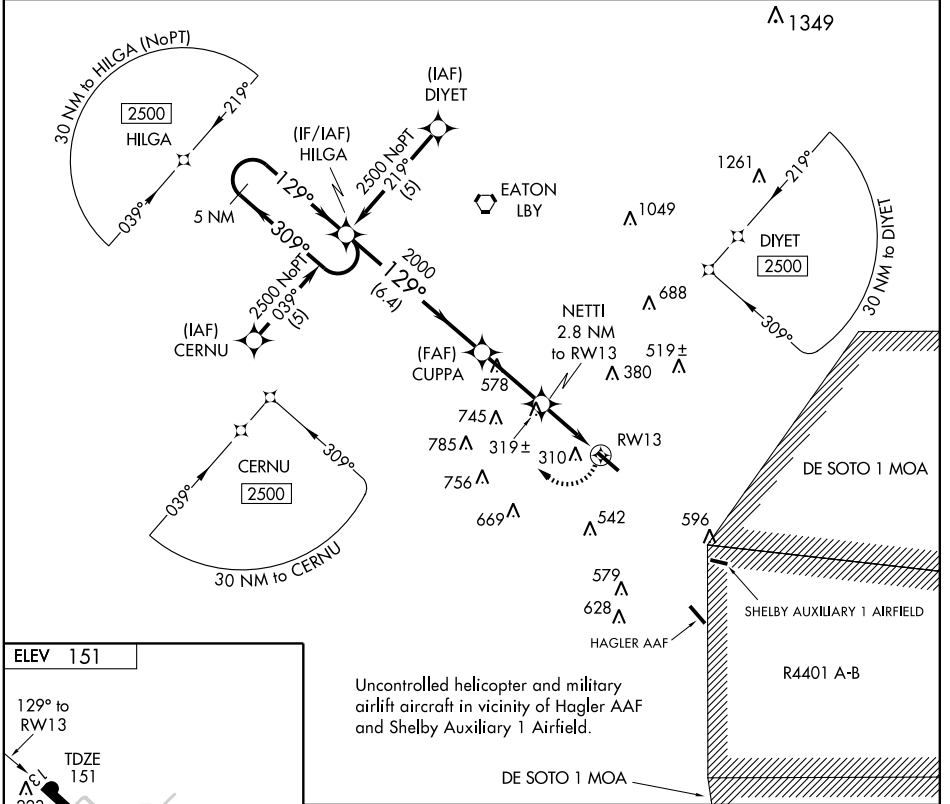 1349
30 NM to HILGA (NoPT)
2500
HILGA
219°
039°
(IAF)
DIYET
(IF/IAF)
HILGA
2500 NoPT
219°
(5)
5 NM
129°
309°
EATON
LBY
1261
1049
219°
DIYET
2500
309°
30 NM to DIYET
2500 NoPT
039°
(5)
(IAF)
CERNU
2000
129°
(6.4)
688
NETTI
2.8 NM
to RW13
(FAF)
CUPPA
578
380
519±
745
785
319±
310
RW13
756
669
542
596
039°
CERNU
2500
309°
30 NM to CERNU
DE SOTO 1 MOA
579
628
SHELBY AUXILIARY 1 AIRFIELD
HAGLER AAF
R4401 A-B
Uncontrolled helicopter and military
airlift aircraft in vicinity of Hagler AAF
and Shelby Auxiliary 1 Airfield.
DE SOTO 1 MOA
ELEV 151
129° to
RW13
TDZE
151
13